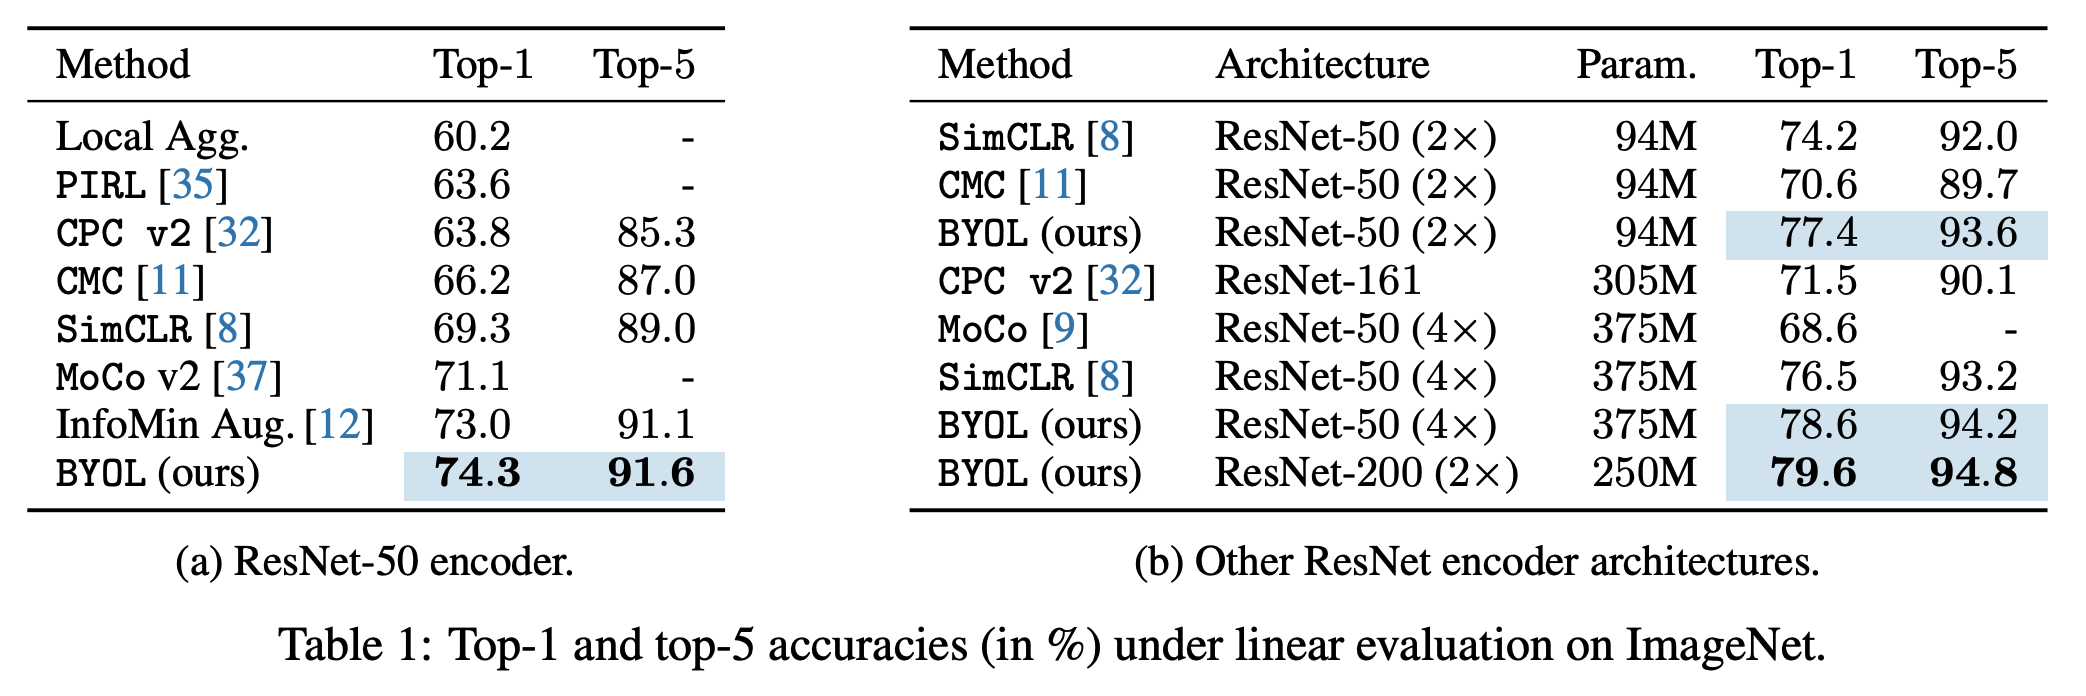 Method Top-1 Top-5
Local Agg. 60.2 -
PIRL [35] 63.6 -
CPC v2 [32] 63.8 85.3
CMC [11] 66.2 87.0
SimCLR [8] 69.3 89.0
MoCo v2 [37] 71.1 -
InfoMin Aug. [12] 73.0 91.1
BYOL (ours) 74.3 91.6
(a) ResNet-50 encoder.
Method Architecture Param. Top-1 Top-5
SimCLR [8] ResNet-50 (2×) 94M 74.2 92.0
CMC [11] ResNet-50 (2×) 94M 70.6 89.7
BYOL (ours) ResNet-50 (2×) 94M 77.4 93.6
CPC v2 [32] ResNet-161 305M 71.5 90.1
MoCo [9] ResNet-50 (4×) 375M 68.6 -
SimCLR [8] ResNet-50 (4×) 375M 76.5 93.2
BYOL (ours) ResNet-50 (4×) 375M 78.6 94.2
BYOL (ours) ResNet-200 (2×) 250M 79.6 94.8
(b) Other ResNet encoder architectures.
Table 1: Top-1 and top-5 accuracies (in %) under linear evaluation on ImageNet.